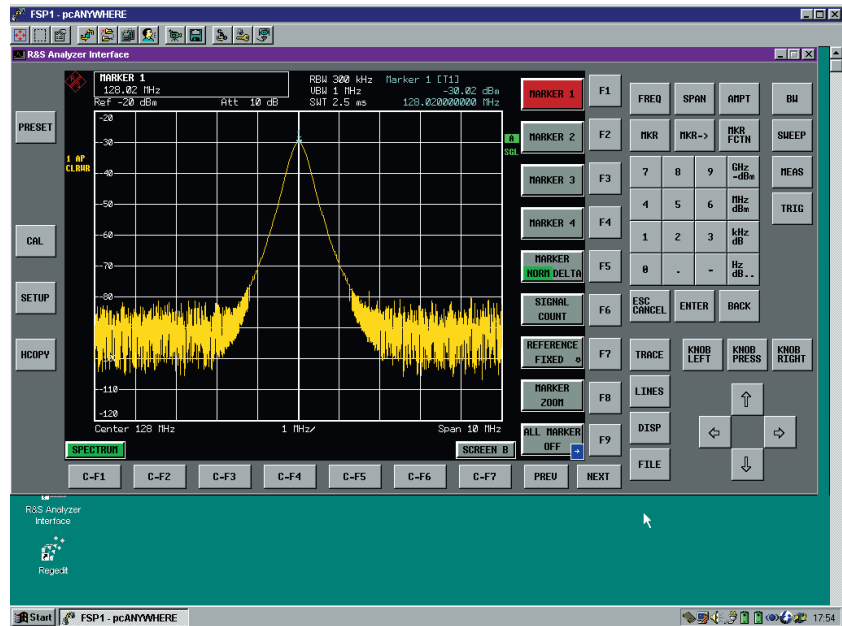 FSP1 - pcANYWHERE
R&S Analyzer Interface
MARKER 1
128.02 MHz
RBW 300 kHz Marker 1 [T1]
VBW 1 MHz -30.02 dBm
Ref -20 dBm Att 10 dB SWT 2.5 ms 128.020000000 MHz
-20
-30
-40
-50
-60
-70
-80
-110
-120
1 AP
CLRWR
A
SGL
Center 128 MHz 1 MHz/ Span 10 MHz
SPECTRUM SCREEN B
PRESET
CAL
SETUP
HCOPY
MARKER 1 F1
MARKER 2 F2
MARKER 3 F3
MARKER 4 F4
MARKER
NORM DELTA F5
SIGNAL
COUNT F6
REFERENCE
FIXED F7
MARKER
ZOOM F8
ALL MARKER
OFF F9
C-F1 C-F2 C-F3 C-F4 C-F5 C-F6 C-F7 PREV NEXT
FREQ SPAN AMPT BW
MKR MKR-> MKR
FCTN SWEEP
7 8 9 GHz
-dBm MEAS
4 5 6 MHz
dBm TRIG
1 2 3 kHz
dB
0 . - Hz
dB..
ESC
CANCEL ENTER BACK
TRACE KNOB
LEFT KNOB
PRESS KNOB
RIGHT
LINES
DISP
FILE
R&S Analyzer
Interface
Regedit
Start FSP1 - pcANYWHERE 17:54